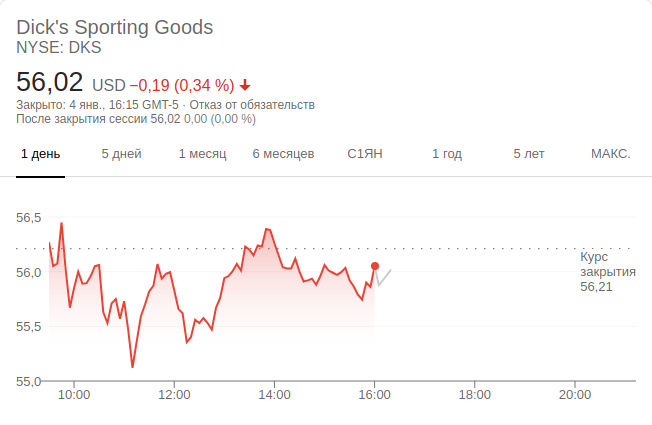 Dick's Sporting Goods
NYSE: DKS
56,02 USD −0,19 (0,34 %)
Закрыто: 4 янв., 16:15 GMT-5 · Отказ от обязательств
После закрытия сессии 56,02 0,00 (0,00 %)
1 день 5 дней 1 месяц 6 месяцев С1ЯН 1 год 5 лет МАКС.
56,5
Курс
закрытия
56,21
56,0
55,5
55,0
10:00 12:00 14:00 16:00 18:00 20:00